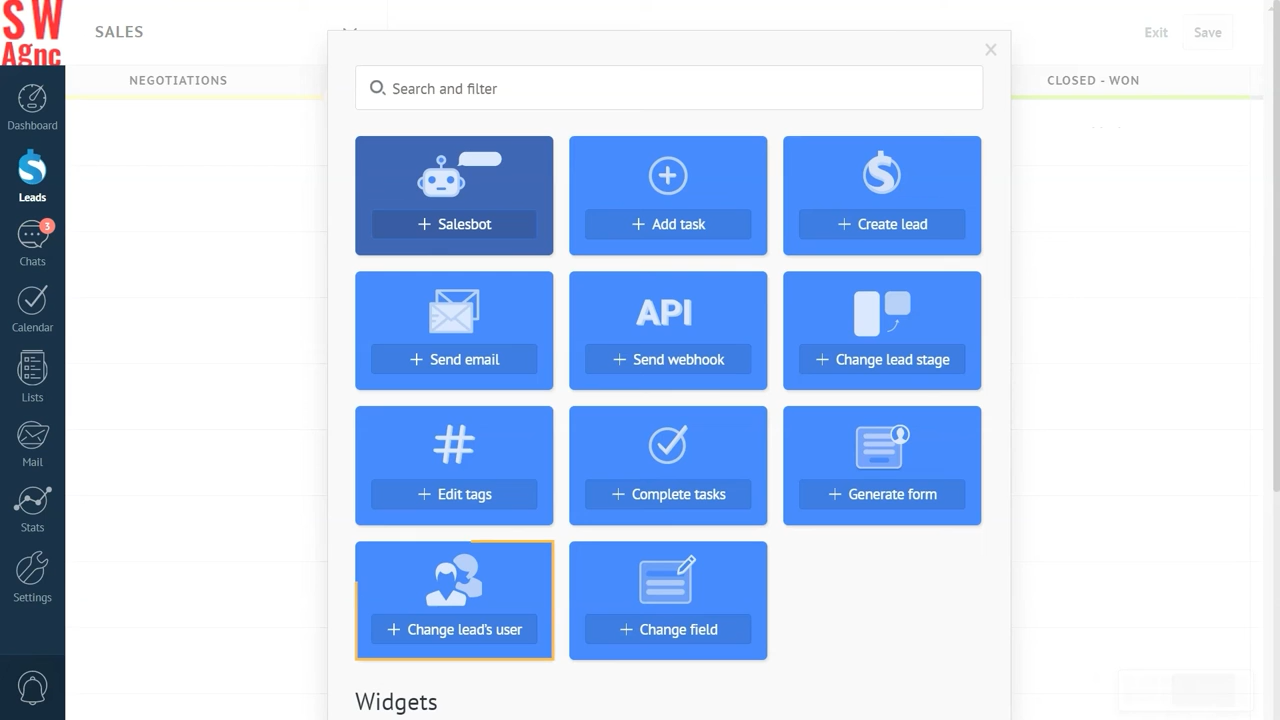 SW
Agnc
SALES
Exit
Save
NEGOTIATIONS
CLOSED - WON
Search and filter
Dashboard
Leads
3
Chats
Calendar
Lists
Mail
Stats
Settings
+ Salesbot
+ Add task
+ Create lead
+ Send email
API
+ Send webhook
+ Change lead stage
#
+ Edit tags
+ Complete tasks
+ Generate form
+ Change lead's user
+ Change field
Widgets